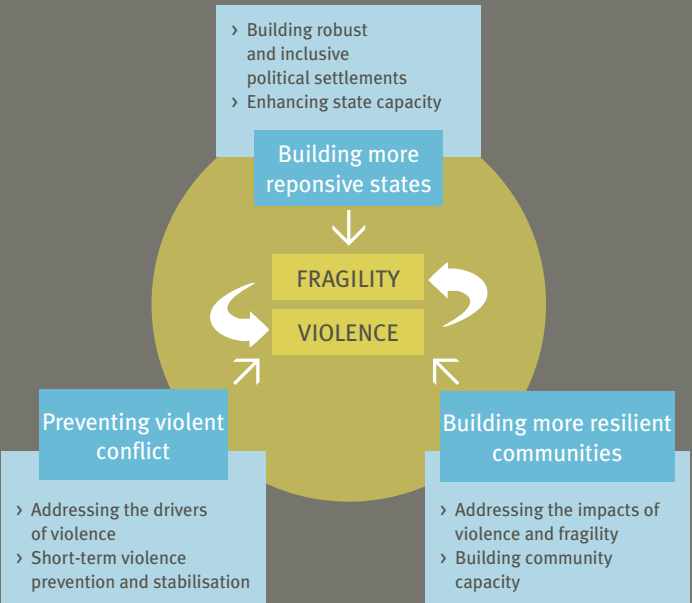 > Building robust
and inclusive
political settlements
> Enhancing state capacity
Building more
reponsive states
FRAGILITY
VIOLENCE
Preventing violent
conflict
> Addressing the drivers
of violence
> Short-term violence
prevention and stabilisation
Building more resilient
communities
> Addressing the impacts of
violence and fragility
> Building community
capacity